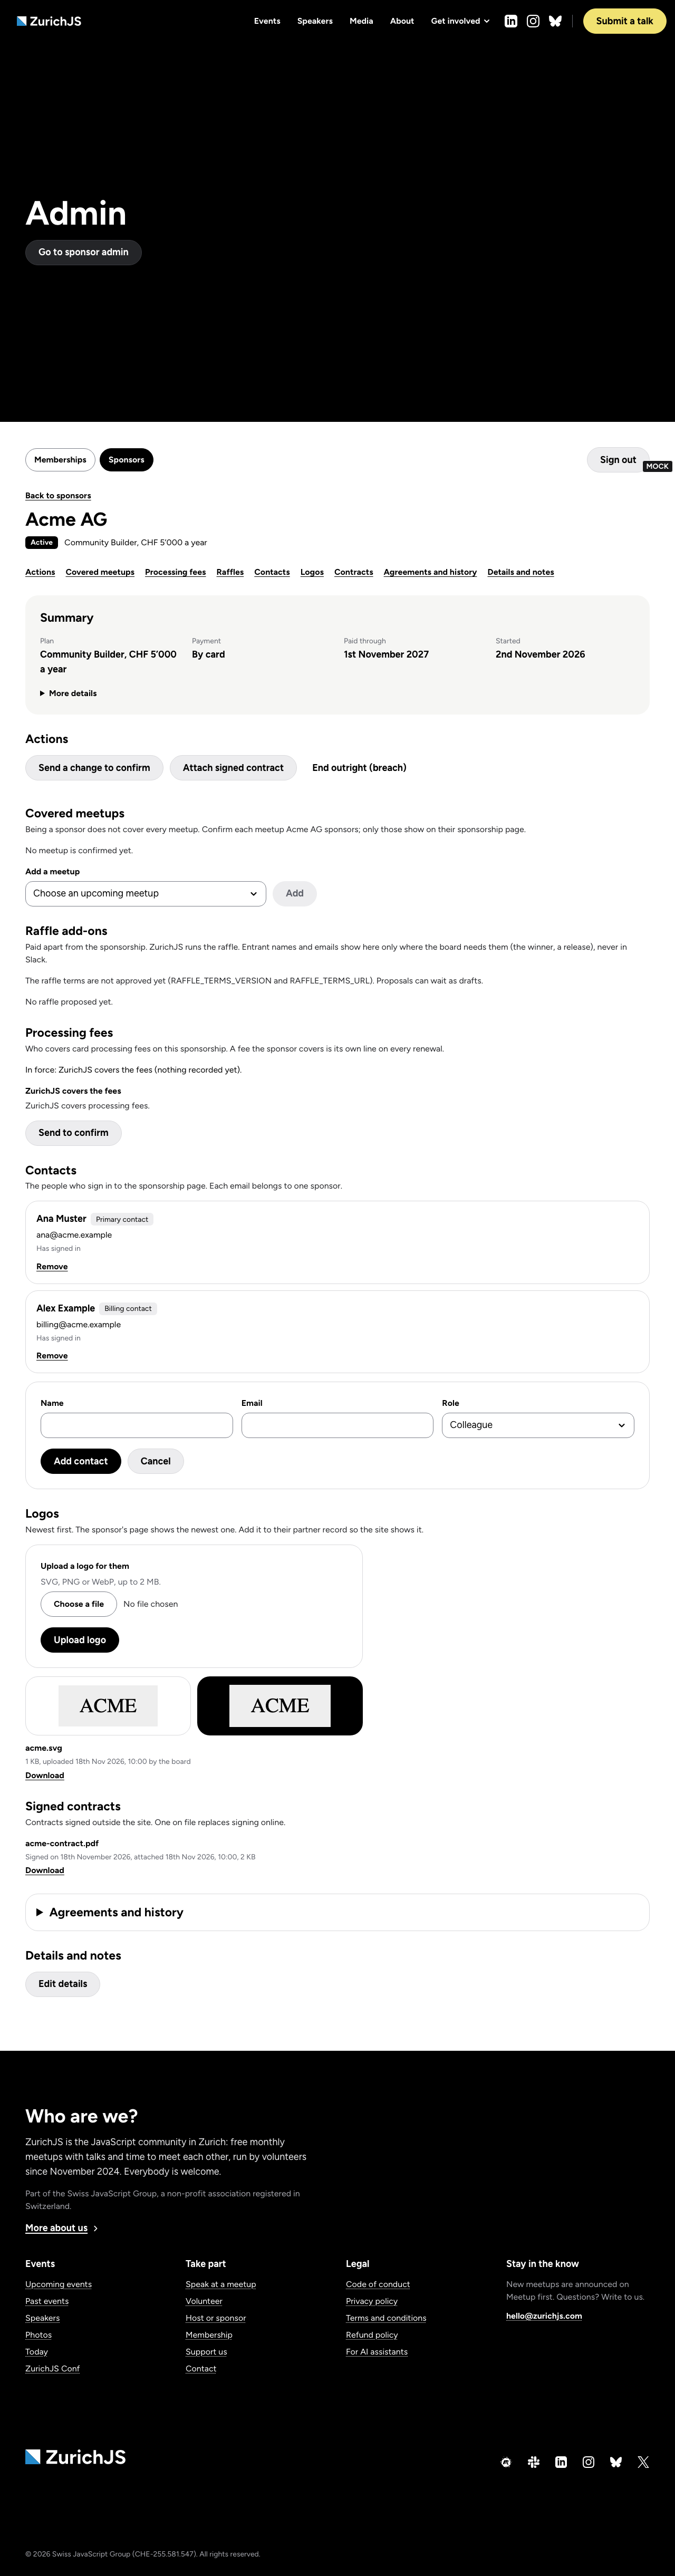 ZurichJS
Events
Speakers
Media
About
Get involved
Submit a talk
Admin
Go to sponsor admin
Memberships
Sponsors
Sign out
MOCK
Back to sponsors
Acme AG
Active
Community Builder, CHF 5'000 a year
Actions
Covered meetups
Processing fees
Raffles
Contacts
Logos
Contracts
Agreements and history
Details and notes
Summary
Plan
Community Builder, CHF 5'000
a year
Payment
By card
Paid through
1st November 2027
Started
2nd November 2026
More details
Actions
Send a change to confirm
Attach signed contract
End outright (breach)
Covered meetups
Being a sponsor does not cover every meetup. Confirm each meetup Acme AG sponsors; only those show on their sponsorship page.
No meetup is confirmed yet.
Add a meetup
Choose an upcoming meetup
Add
Raffle add-ons
Paid apart from the sponsorship. ZurichJS runs the raffle. Entrant names and emails show here only where the board needs them (the winner, a release), never in
Slack.
The raffle terms are not approved yet (RAFFLE_TERMS_VERSION and RAFFLE_TERMS_URL). Proposals can wait as drafts.
No raffle proposed yet.
Processing fees
Who covers card processing fees on this sponsorship. A fee the sponsor covers is its own line on every renewal.
In force: ZurichJS covers the fees (nothing recorded yet).
ZurichJS covers the fees
ZurichJS covers processing fees.
Send to confirm
Contacts
The people who sign in to the sponsorship page. Each email belongs to one sponsor.
Ana Muster
Primary contact
ana@acme.example
Has signed in
Remove
Alex Example
Billing contact
billing@acme.example
Has signed in
Remove
Name
Email
Role
Colleague
Add contact
Cancel
Logos
Newest first. The sponsor's page shows the newest one. Add it to their partner record so the site shows it.
Upload a logo for them
SVG, PNG or WebP, up to 2 MB.
Choose a file
No file chosen
Upload logo
ACME
ACME
acme.svg
1 KB, uploaded 18th Nov 2026, 10:00 by the board
Download
Signed contracts
Contracts signed outside the site. One on file replaces signing online.
acme-contract.pdf
Signed on 18th November 2026, attached 18th Nov 2026, 10:00, 2 KB
Download
Agreements and history
Details and notes
Edit details
Who are we?
ZurichJS is the JavaScript community in Zurich: free monthly
meetups with talks and time to meet each other, run by volunteers
since November 2024. Everybody is welcome.
Part of the Swiss JavaScript Group, a non-profit association registered in
Switzerland.
More about us
Events
Upcoming events
Past events
Speakers
Photos
Today
ZurichJS Conf
Take part
Speak at a meetup
Volunteer
Host or sponsor
Membership
Support us
Contact
Legal
Code of conduct
Privacy policy
Terms and conditions
Refund policy
For AI assistants
Stay in the know
New meetups are announced on
Meetup first. Questions? Write to us.
hello@zurichjs.com
ZurichJS
© 2026 Swiss JavaScript Group (CHE-255.581.547). All rights reserved.